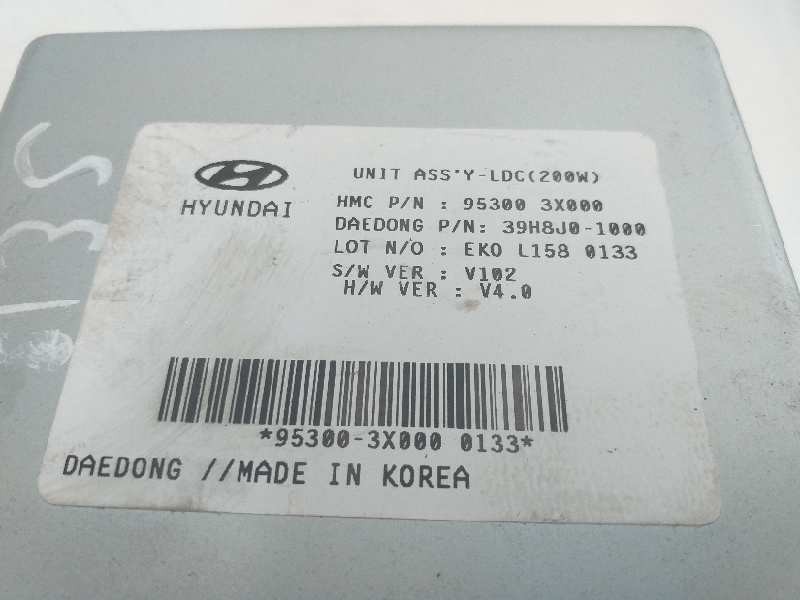 i3S
HYUNDAI
UNIT ASS'Y-LDC(200W)
HMC P/N : 95300 3X000
DAEDONG P/N: 39H8J0-1000
LOT N/O : EKO L158 0133
S/W VER : V102
H/W VER : V4.0
*95300-3X000 0133*
DAEDONG //MADE IN KOREA